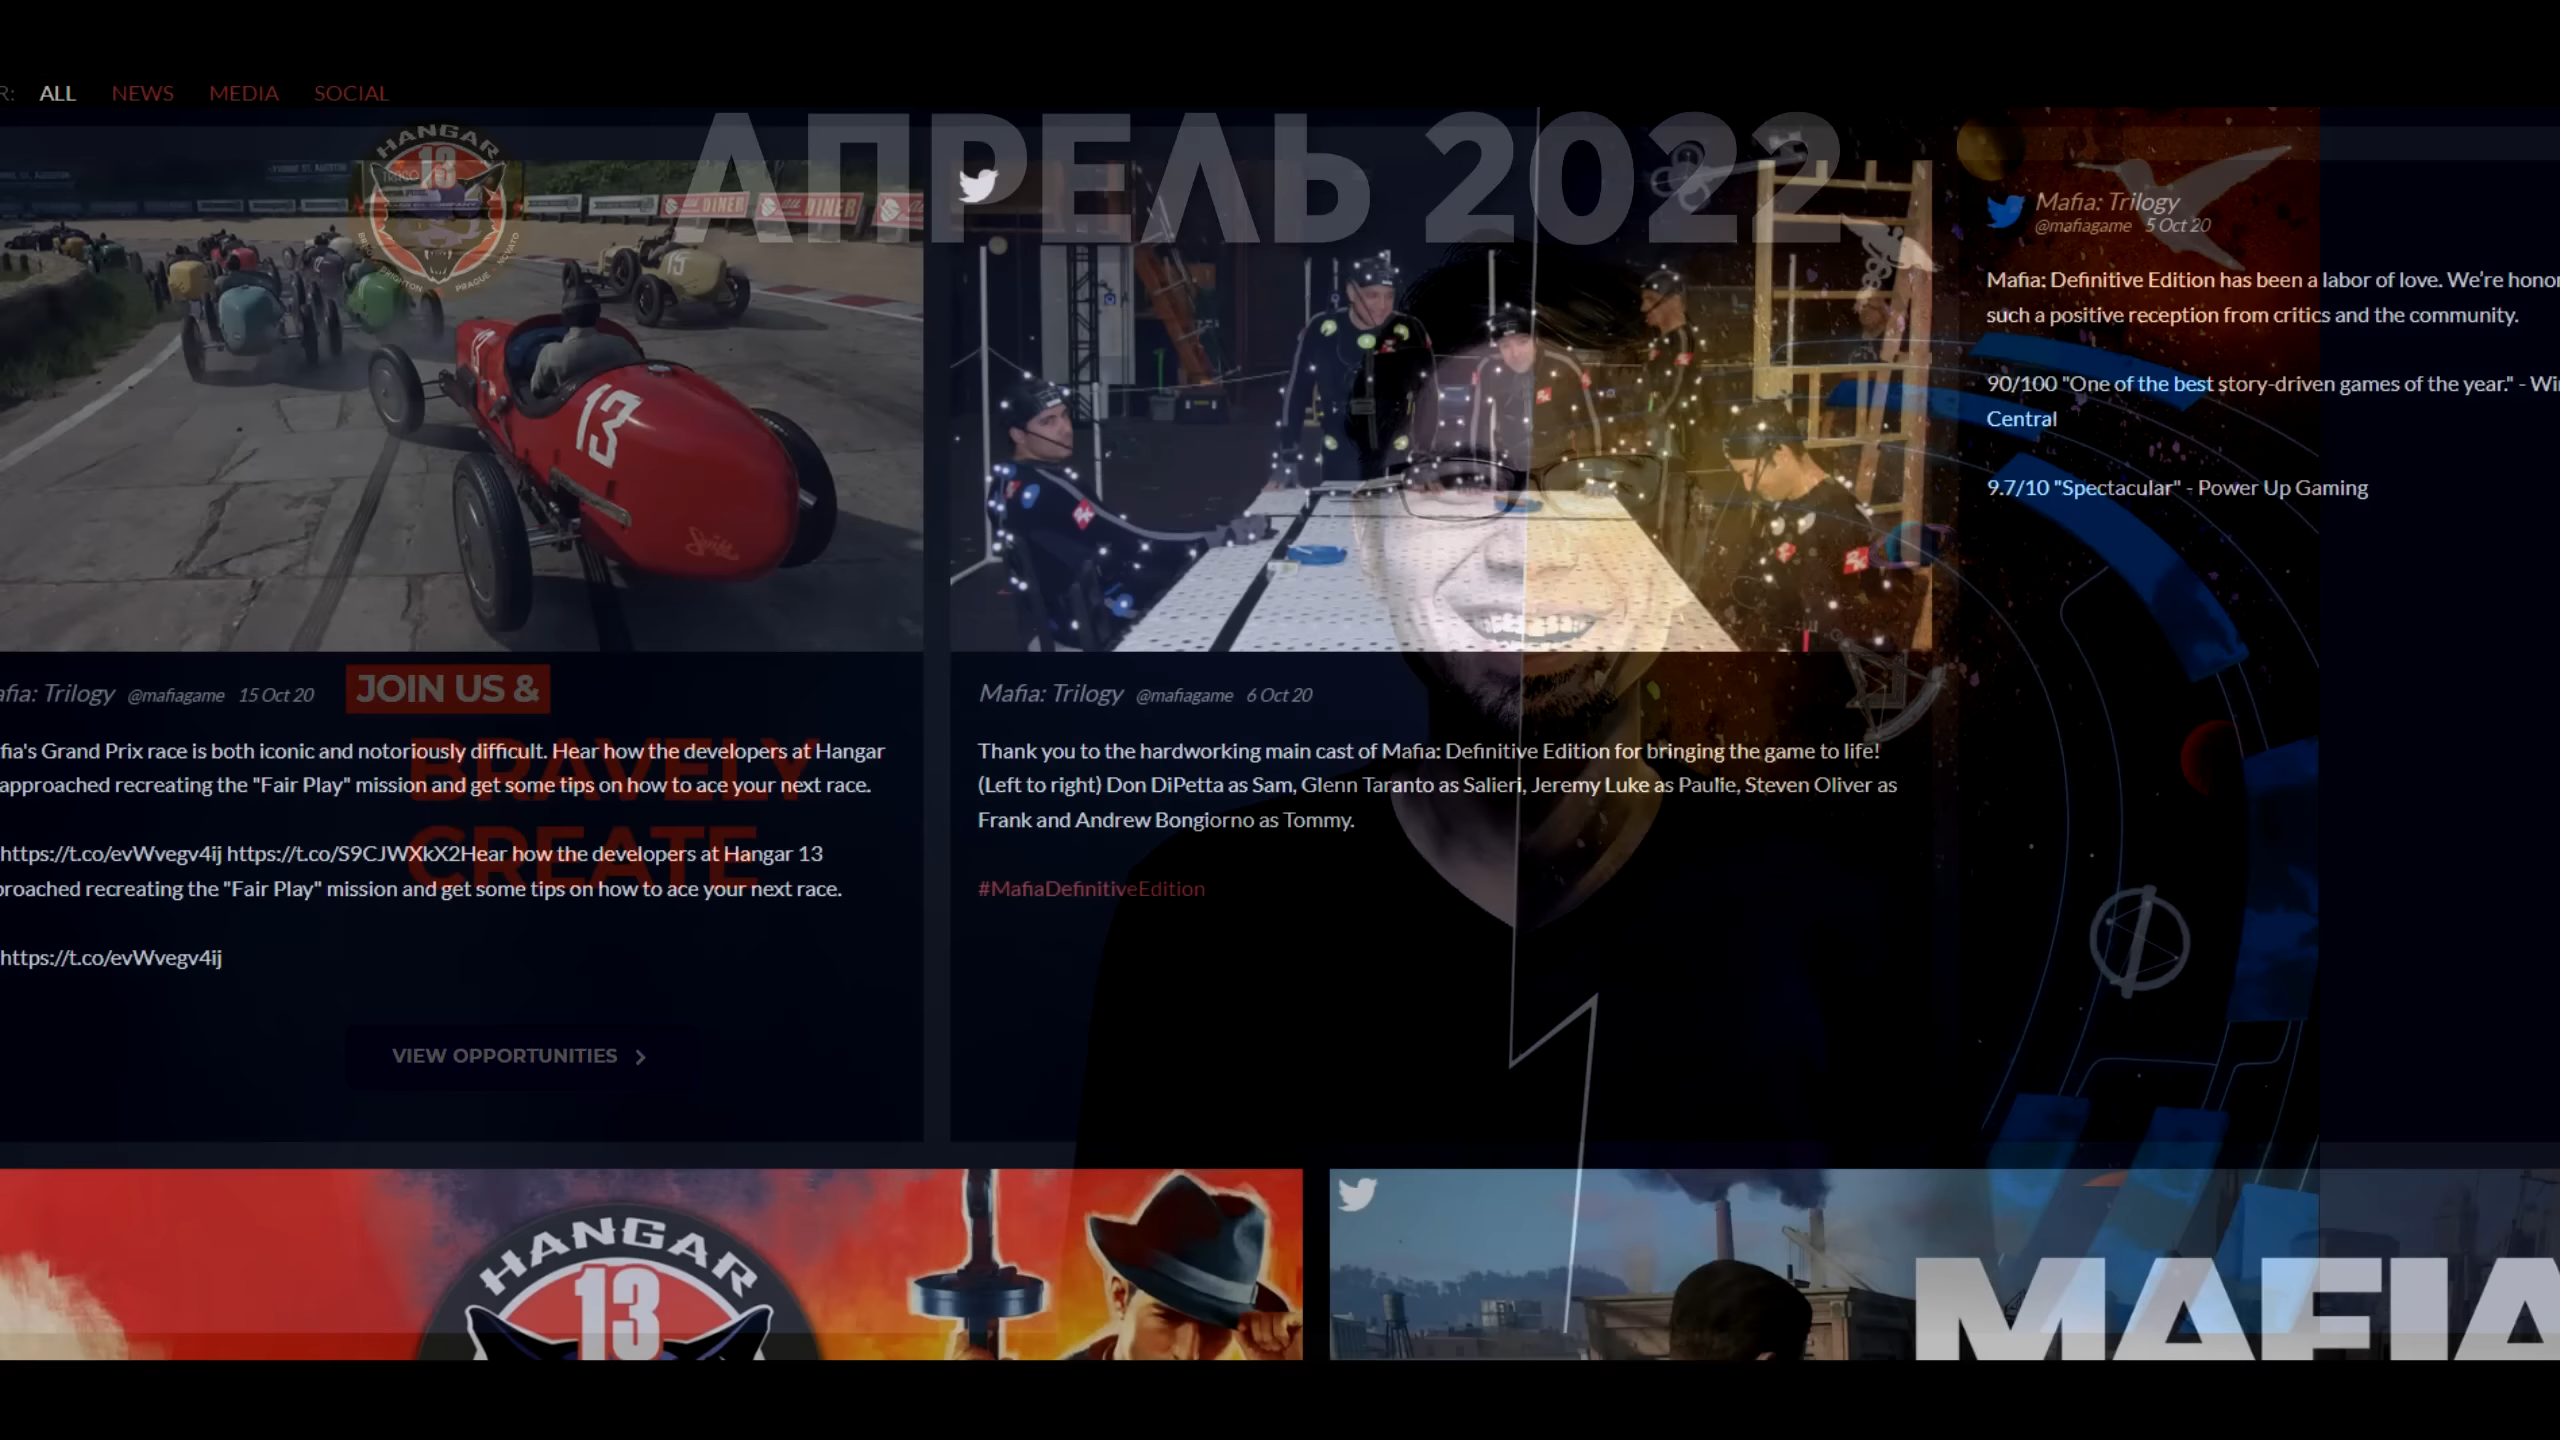 R: ALL NEWS MEDIA SOCIAL
АПРЕЛЬ 2022
HANGAR
13
BRIGHTON PRAGUE NOVATO
DINER
DINER
15
13
Mafia: Trilogy
@mafiagame 5 Oct 20
Mafia: Definitive Edition has been a labor of love. We're honor
such a positive reception from critics and the community.
90/100 "One of the best story-driven games of the year." - Wi
Central
9.7/10 "Spectacular" - Power Up Gaming
afia: Trilogy @mafiagame 15 Oct 20
JOIN US &
BRAVELY
CREATE
fia's Grand Prix race is both iconic and notoriously difficult. Hear how the developers at Hangar
approached recreating the "Fair Play" mission and get some tips on how to ace your next race.
https://t.co/evWvegv4ij https://t.co/S9CJWXkX2Hear how the developers at Hangar 13
proached recreating the "Fair Play" mission and get some tips on how to ace your next race.
https://t.co/evWvegv4ij
VIEW OPPORTUNITIES
Mafia: Trilogy @mafiagame 6 Oct 20
Thank you to the hardworking main cast of Mafia: Definitive Edition for bringing the game to life!
(Left to right) Don DiPetta as Sam, Glenn Taranto as Salieri, Jeremy Luke as Paulie, Steven Oliver as
Frank and Andrew Bongiorno as Tommy.
#MafiaDefinitiveEdition
HANGAR
13
MAFIA